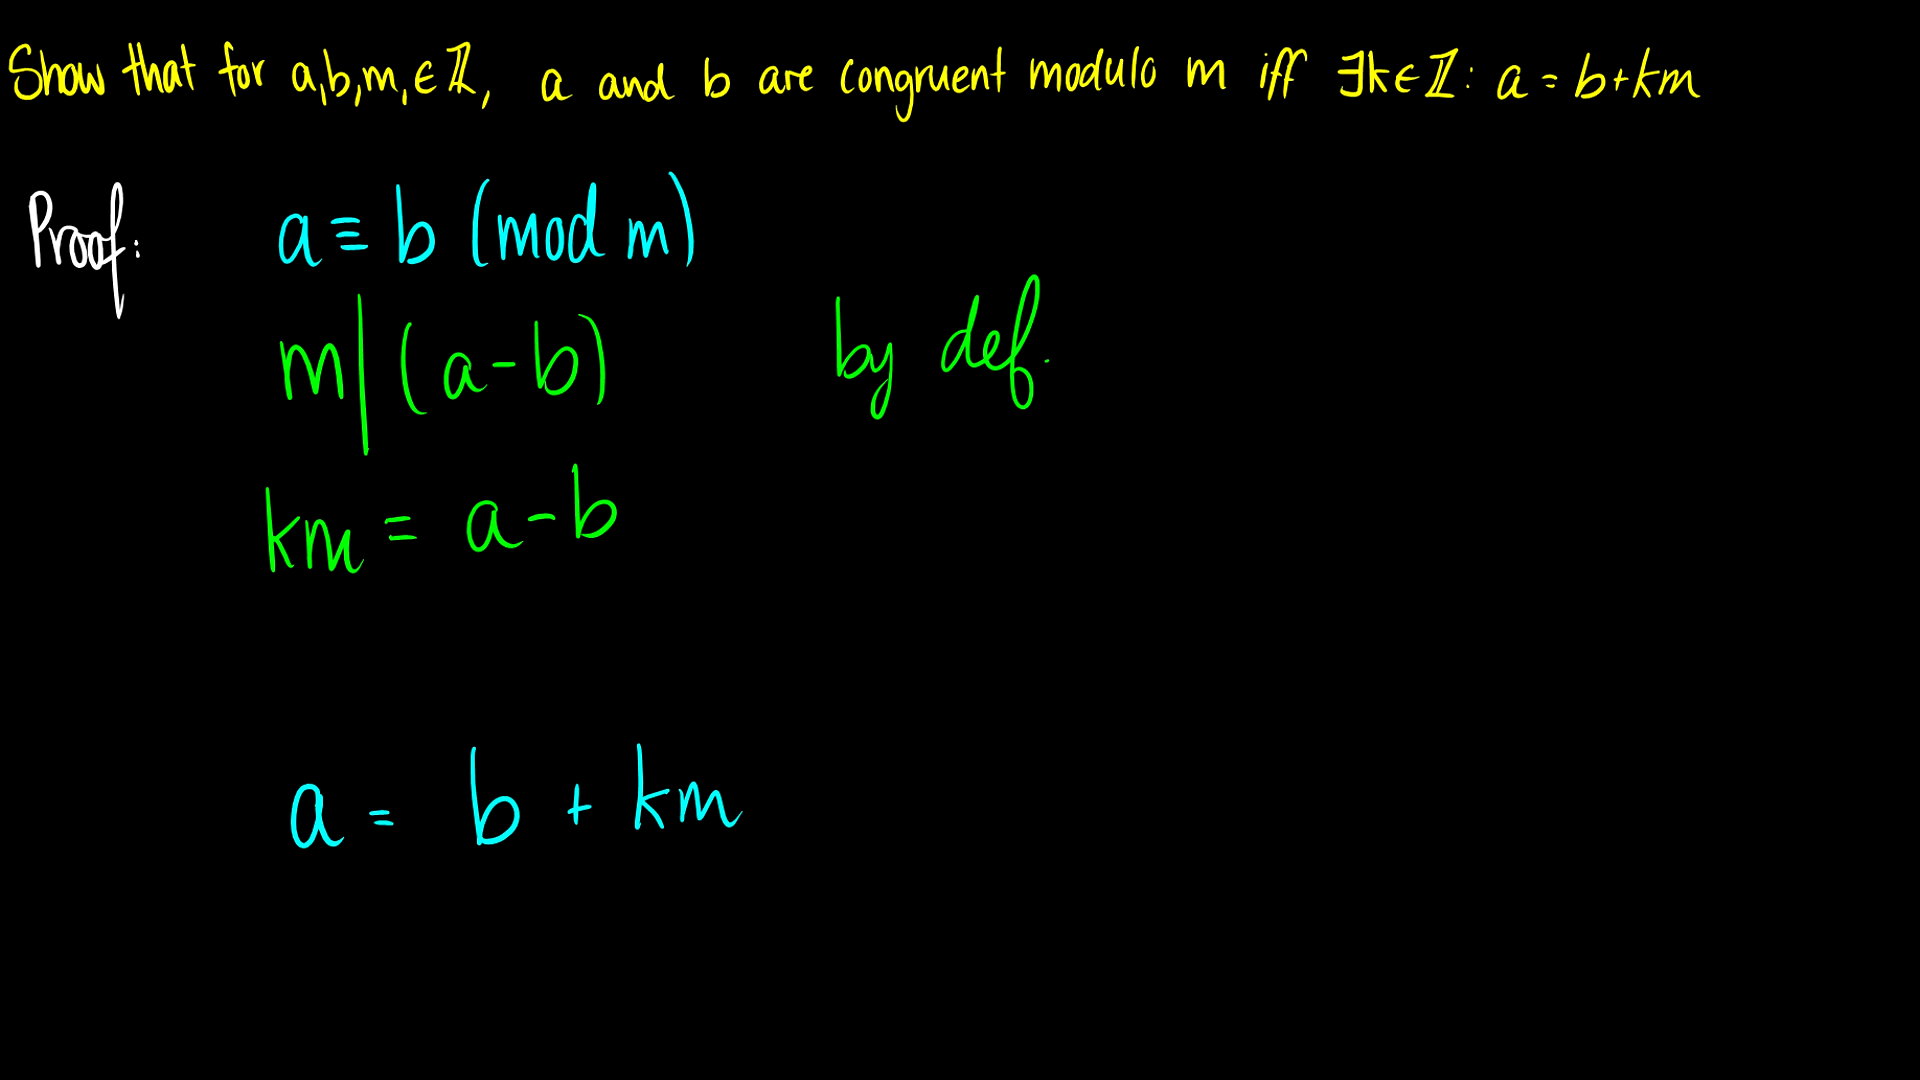 Show that for a,b,m,∈ℤ, a and b are congruent modulo m iff ∃k∈ℤ: a = b+km
Proof: a ≡ b (mod m)
m|(a-b) by def.
km = a-b
a = b + km